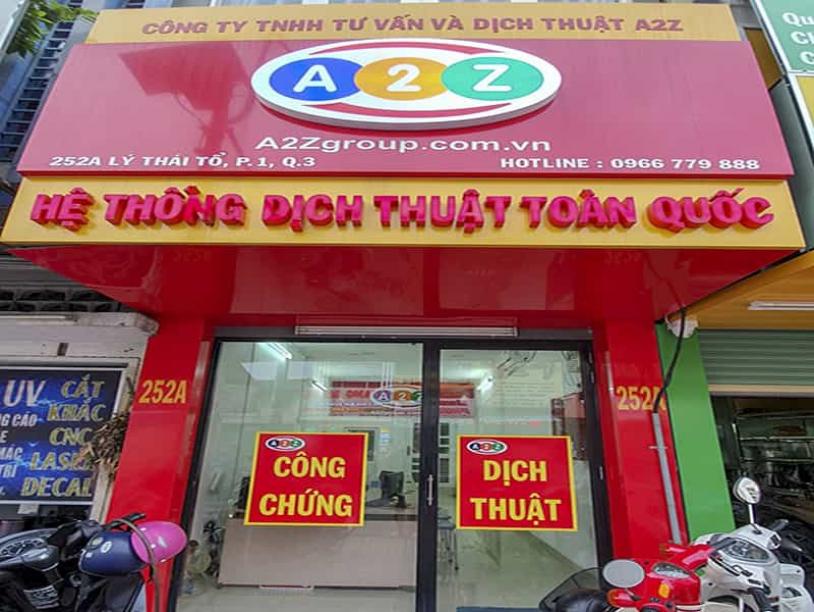 CÔNG TY TNHH TƯ VẤN VÀ DỊCH THUẬT A2Z
A 2 Z
A2Zgroup.com.vn
252A LÝ THÁI TỔ, P.1, Q.3
HOTLINE : 0966 779 888
HỆ THỐNG DỊCH THUẬT TOÀN QUỐC
252A
252A
A2Z
A2Z
CÔNG
CHỨNG
A2Z
DỊCH
THUẬT
UV
CẮT
KHẮC
CNC
LASER
DECAL